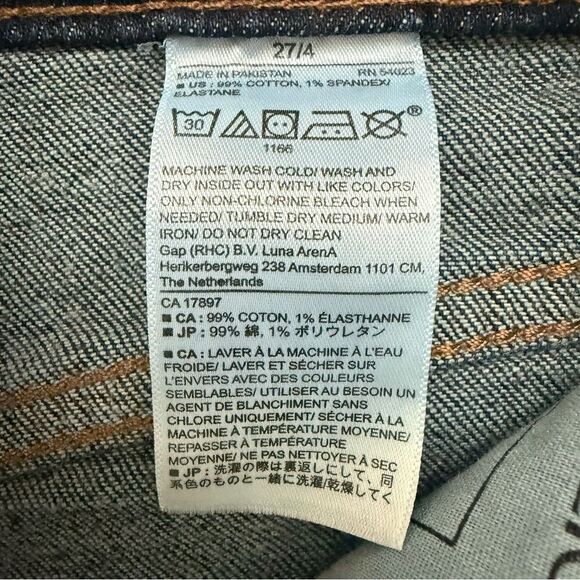 27/4
MADE IN PAKISTAN RN 54023
■ US : 99% COTTON, 1% SPANDEX/
ELASTANE
30 ®
1166
MACHINE WASH COLD/ WASH AND
DRY INSIDE OUT WITH LIKE COLORS/
ONLY NON-CHLORINE BLEACH WHEN
NEEDED/ TUMBLE DRY MEDIUM/ WARM
IRON/ DO NOT DRY CLEAN
Gap (RHC) B.V. Luna ArenA
Herikerbergweg 238 Amsterdam 1101 CM,
The Netherlands
CA 17897
■ CA : 99% COTON, 1% ÉLASTHANNE
■ JP : 99% 綿, 1% ポリウレタン
■ CA : LAVER À LA MACHINE À L'EAU
FROIDE/ LAVER ET SÉCHER SUR
L'ENVERS AVEC DES COULEURS
SEMBLABLES/ UTILISER AU BESOIN UN
AGENT DE BLANCHIMENT SANS
CHLORE UNIQUEMENT/ SÉCHER À LA
MACHINE À TEMPÉRATURE MOYENNE/
REPASSER À TEMPÉRATURE
MOYENNE/ NE PAS NETTOYER À SEC
■ JP : 洗濯の際は裏返しにして、同
系色のものと一緒に洗濯/乾燥してく